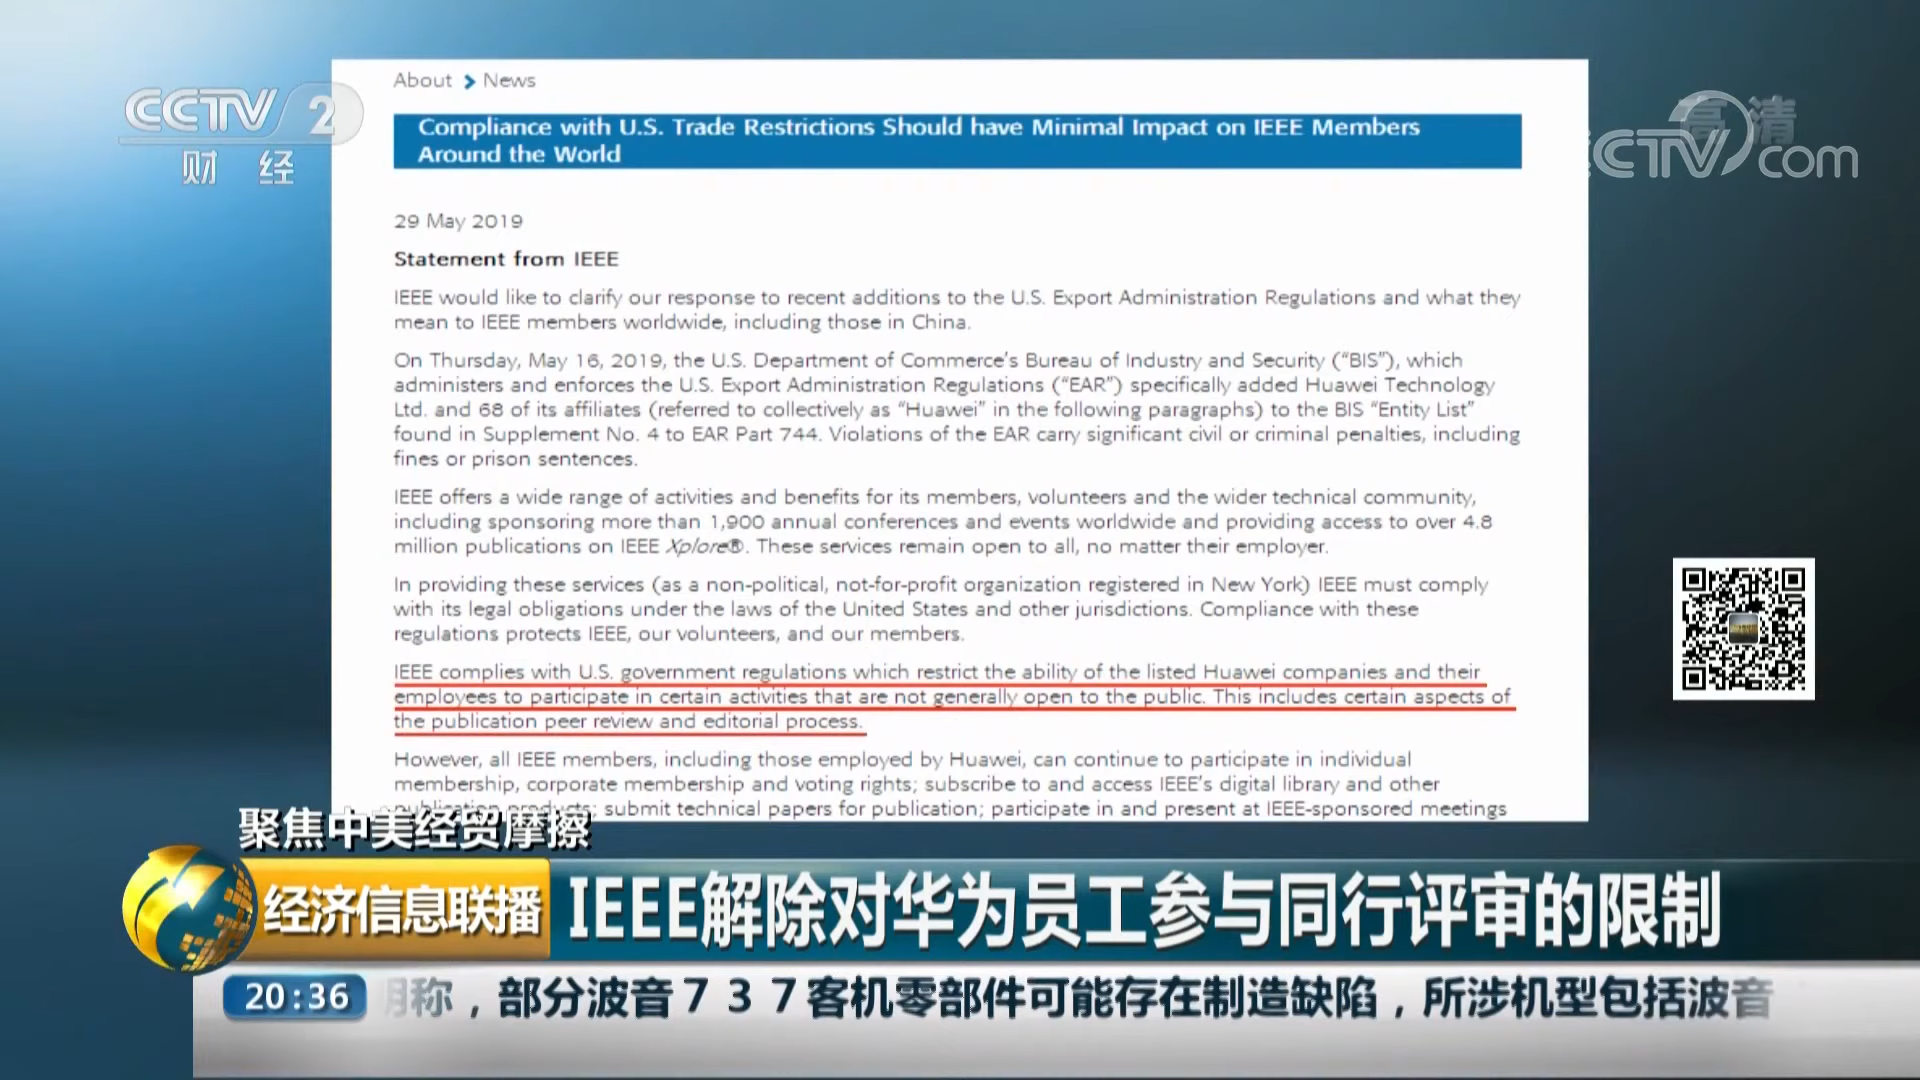 CCTV 2
财经
高清
CCTV com
About > News
Compliance with U.S. Trade Restrictions Should have Minimal Impact on IEEE Members
Around the World
29 May 2019
Statement from IEEE
IEEE would like to clarify our response to recent additions to the U.S. Export Administration Regulations and what they
mean to IEEE members worldwide, including those in China.
On Thursday, May 16, 2019, the U.S. Department of Commerce's Bureau of Industry and Security ("BIS"), which
administers and enforces the U.S. Export Administration Regulations ("EAR") specifically added Huawei Technology
Ltd. and 68 of its affiliates (referred to collectively as "Huawei" in the following paragraphs) to the BIS "Entity List"
found in Supplement No. 4 to EAR Part 744. Violations of the EAR carry significant civil or criminal penalties, including
fines or prison sentences.
IEEE offers a wide range of activities and benefits for its members, volunteers and the wider technical community,
including sponsoring more than 1,900 annual conferences and events worldwide and providing access to over 4.8
million publications on IEEE Xplore®. These services remain open to all, no matter their employer.
In providing these services (as a non-political, not-for-profit organization registered in New York) IEEE must comply
with its legal obligations under the laws of the United States and other jurisdictions. Compliance with these
regulations protects IEEE, our volunteers, and our members.
IEEE complies with U.S. government regulations which restrict the ability of the listed Huawei companies and their
employees to participate in certain activities that are not generally open to the public. This includes certain aspects of
the publication peer review and editorial process.
However, all IEEE members, including those employed by Huawei, can continue to participate in individual
membership, corporate membership and voting rights; subscribe to and access IEEE's digital library and other
publication products; submit technical papers for publication; participate in and present at IEEE-sponsored meetings
聚焦中美经贸摩擦
经济信息联播
IEEE解除对华为员工参与同行评审的限制
20:36
称，部分波音７３７客机零部件可能存在制造缺陷，所涉机型包括波音